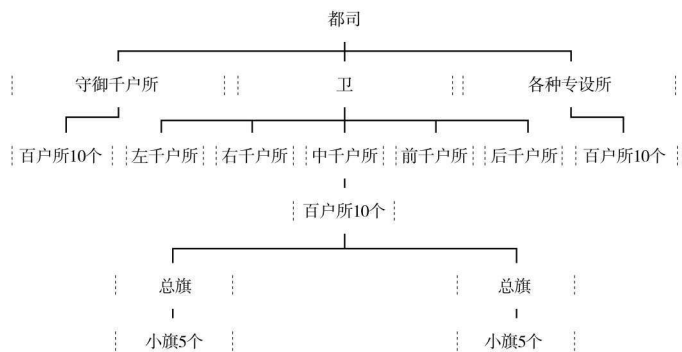 都司
守御千户所 卫 各种专设所
百户所10个 左千户所 右千户所 中千户所 前千户所 后千户所 百户所10个
百户所10个
总旗 总旗
小旗5个 小旗5个